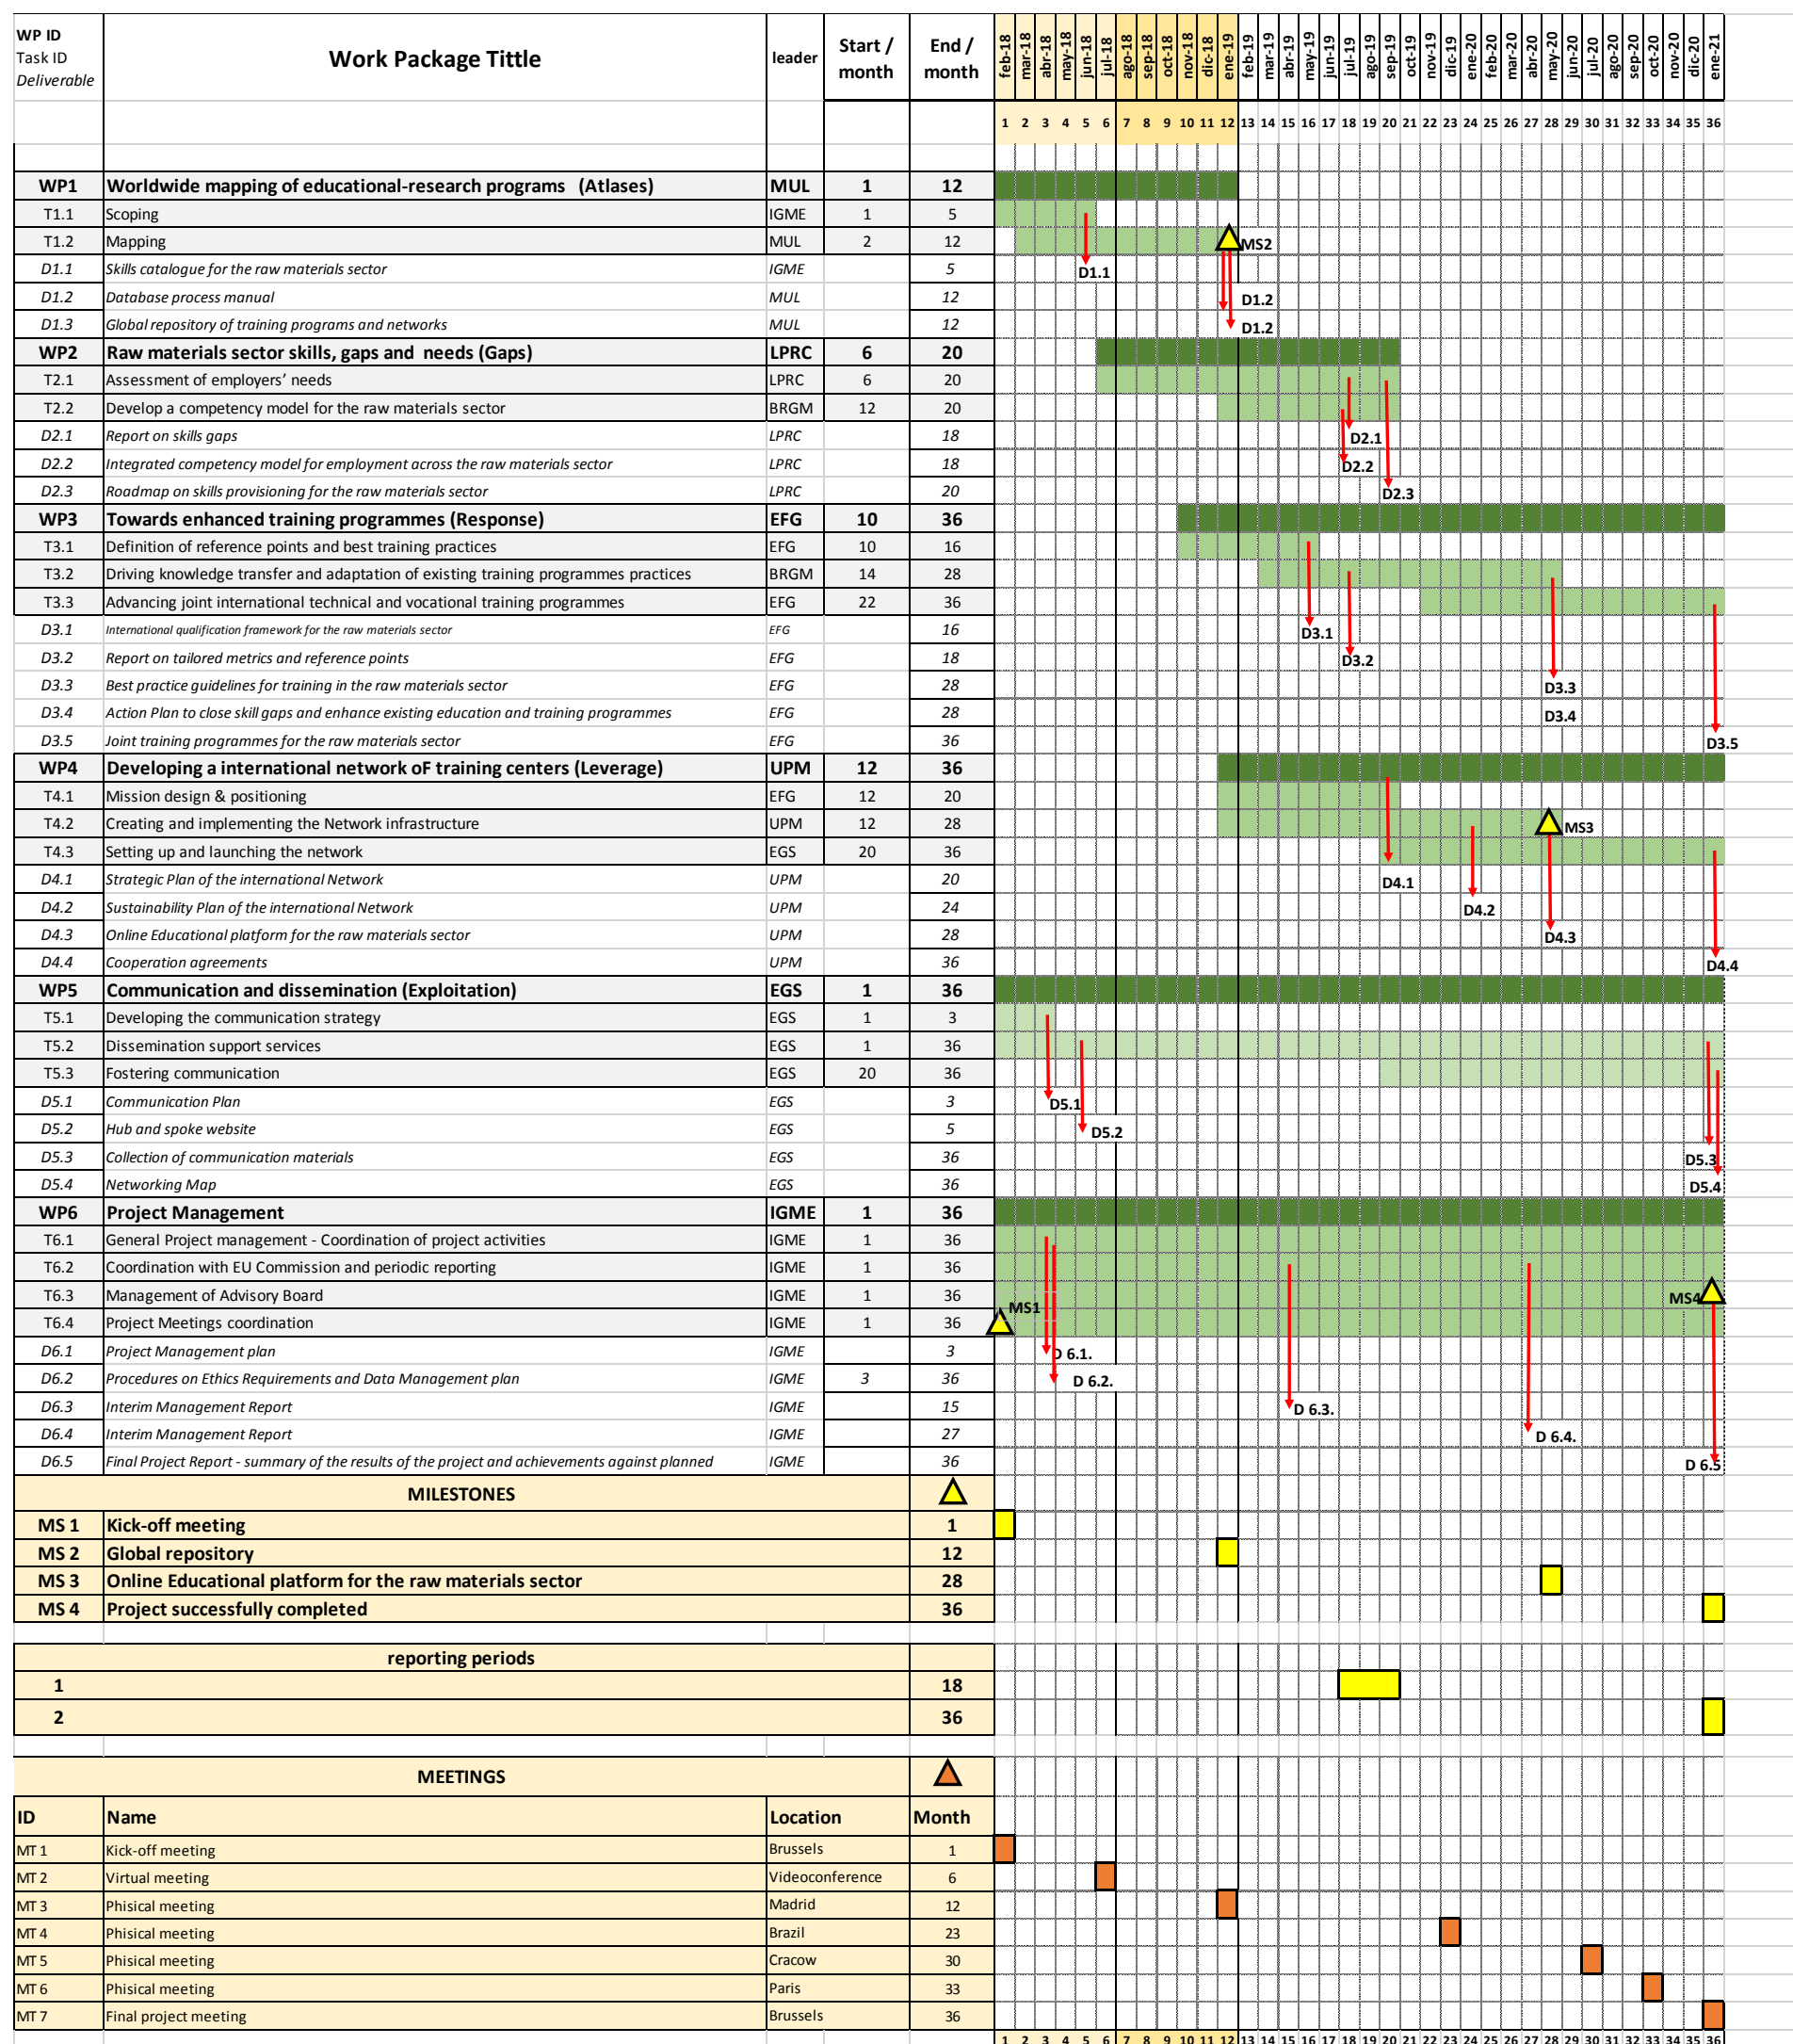 WP ID
Task ID
Deliverable
Work Package Tittle
leader
Start / month
End / month
feb-18 mar-18 abr-18 may-18 jun-18 jul-18 ago-18 sep-18 oct-18 nov-18 dic-18 ene-19 feb-19 mar-19 abr-19 may-19 jun-19 jul-19 ago-19 sep-19 oct-19 nov-19 dic-19 ene-20 feb-20 mar-20 abr-20 may-20 jun-20 jul-20 ago-20 sep-20 oct-20 nov-20 dic-20 ene-21
1 2 3 4 5 6 7 8 9 10 11 12 13 14 15 16 17 18 19 20 21 22 23 24 25 26 27 28 29 30 31 32 33 34 35 36
WP1 Worldwide mapping of educational-research programs (Atlases) MUL 1 12
T1.1 Scoping IGME 1 5
T1.2 Mapping MUL 2 12 MS2
D1.1 Skills catalogue for the raw materials sector IGME 5 D1.1
D1.2 Database process manual MUL 12 D1.2
D1.3 Global repository of training programs and networks MUL 12 D1.2
WP2 Raw materials sector skills, gaps and needs (Gaps) LPRC 6 20
T2.1 Assessment of employers' needs LPRC 6 20
T2.2 Develop a competency model for the raw materials sector BRGM 12 20
D2.1 Report on skills gaps LPRC 18 D2.1
D2.2 Integrated competency model for employment across the raw materials sector LPRC 18 D2.2
D2.3 Roadmap on skills provisioning for the raw materials sector LPRC 20 D2.3
WP3 Towards enhanced training programmes (Response) EFG 10 36
T3.1 Definition of reference points and best training practices EFG 10 16
T3.2 Driving knowledge transfer and adaptation of existing training programmes practices BRGM 14 28
T3.3 Advancing joint international technical and vocational training programmes EFG 22 36
D3.1 International qualification framework for the raw materials sector EFG 16 D3.1
D3.2 Report on tailored metrics and reference points EFG 18 D3.2
D3.3 Best practice guidelines for training in the raw materials sector EFG 28 D3.3
D3.4 Action Plan to close skill gaps and enhance existing education and training programmes EFG 28 D3.4
D3.5 Joint training programmes for the raw materials sector EFG 36 D3.5
WP4 Developing a international network oF training centers (Leverage) UPM 12 36
T4.1 Mission design & positioning EFG 12 20
T4.2 Creating and implementing the Network infrastructure UPM 12 28 MS3
T4.3 Setting up and launching the network EGS 20 36
D4.1 Strategic Plan of the international Network UPM 20 D4.1
D4.2 Sustainability Plan of the international Network UPM 24 D4.2
D4.3 Online Educational platform for the raw materials sector UPM 28 D4.3
D4.4 Cooperation agreements UPM 36 D4.4
WP5 Communication and dissemination (Exploitation) EGS 1 36
T5.1 Developing the communication strategy EGS 1 3
T5.2 Dissemination support services EGS 1 36
T5.3 Fostering communication EGS 20 36
D5.1 Communication Plan EGS 3 D5.1
D5.2 Hub and spoke website EGS 5 D5.2
D5.3 Collection of communication materials EGS 36 D5.3
D5.4 Networking Map EGS 36 D5.4
WP6 Project Management IGME 1 36
T6.1 General Project management - Coordination of project activities IGME 1 36
T6.2 Coordination with EU Commission and periodic reporting IGME 1 36
T6.3 Management of Advisory Board IGME 1 36 MS1 MS4
T6.4 Project Meetings coordination IGME 1 36
D6.1 Project Management plan IGME 3 D 6.1.
D6.2 Procedures on Ethics Requirements and Data Management plan IGME 3 36 D 6.2.
D6.3 Interim Management Report IGME 15 D 6.3.
D6.4 Interim Management Report IGME 27 D 6.4.
D6.5 Final Project Report - summary of the results of the project and achievements against planned IGME 36 D 6.5
MILESTONES
MS 1 Kick-off meeting 1
MS 2 Global repository 12
MS 3 Online Educational platform for the raw materials sector 28
MS 4 Project successfully completed 36
reporting periods
1 18
2 36
MEETINGS
ID Name Location Month
MT 1 Kick-off meeting Brussels 1
MT 2 Virtual meeting Videoconference 6
MT 3 Phisical meeting Madrid 12
MT 4 Phisical meeting Brazil 23
MT 5 Phisical meeting Cracow 30
MT 6 Phisical meeting Paris 33
MT 7 Final project meeting Brussels 36
1 2 3 4 5 6 7 8 9 10 11 12 13 14 15 16 17 18 19 20 21 22 23 24 25 26 27 28 29 30 31 32 33 34 35 36